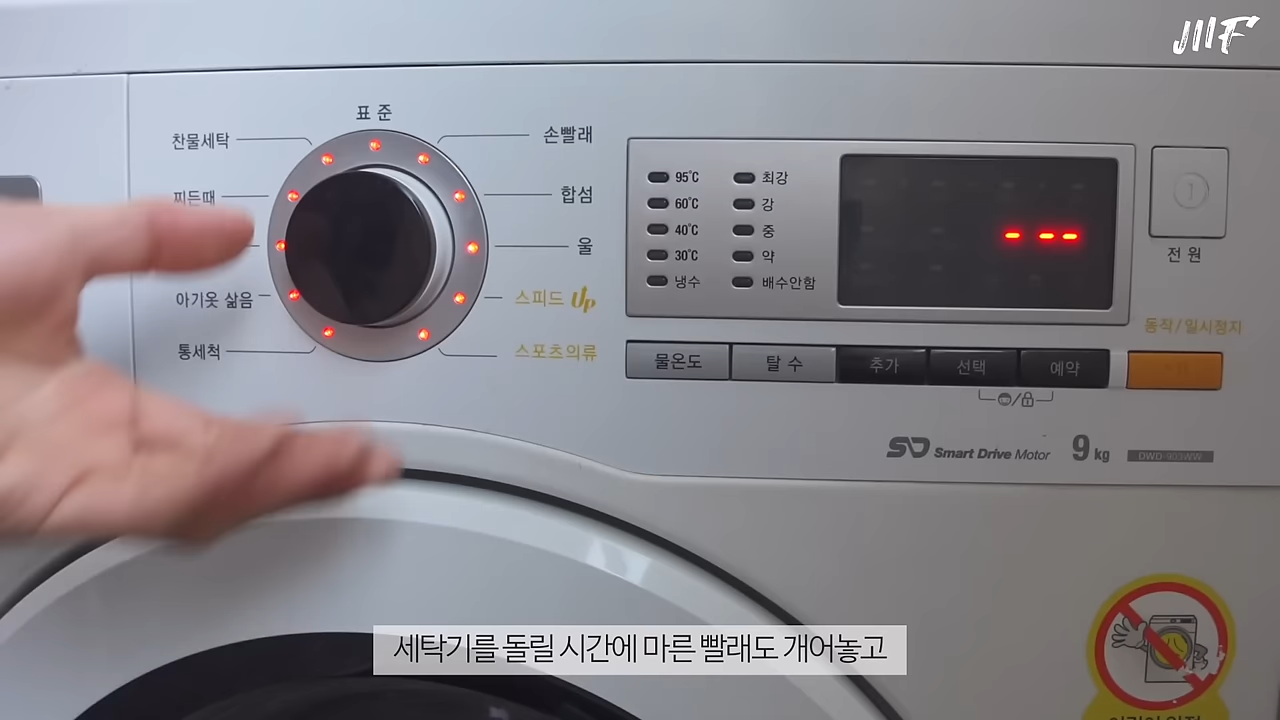 JIIF
표 준
찬물세탁
손빨래
찌든때
합섬
울
아기옷 삶음
스피드 Up
통세척
스포츠의류
95℃
최강
60℃
강
40℃
중
30℃
약
냉수
배수안함
전 원
동작/일시정지
물온도
탈 수
추가
선택
예약
SD Smart Drive Motor
9 kg
DWD-903WW
세탁기를 돌릴 시간에 마른 빨래도 개어놓고